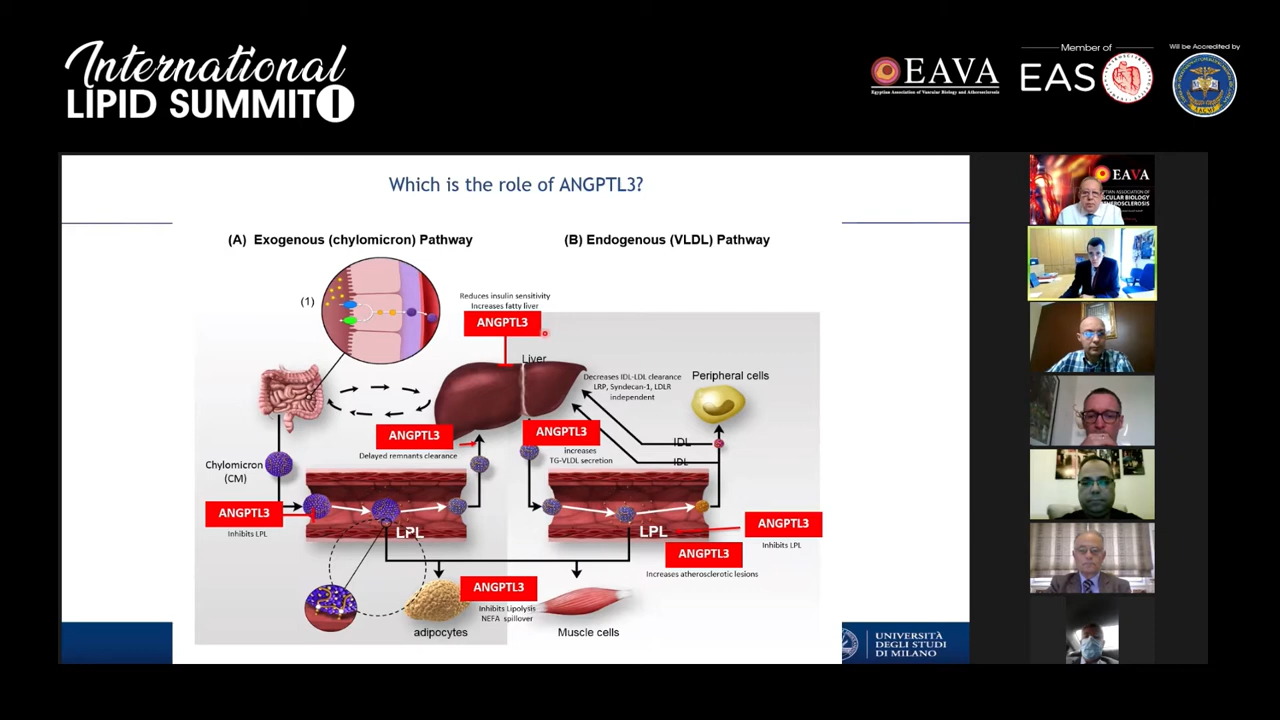 International
LIPID SUMMIT I
EAVA
Egyptian Association of Vascular Biology and Atherosclerosis
Member of
EAS
Will be Accredited by
Which is the role of ANGPTL3?
(A) Exogenous (chylomicron) Pathway
(B) Endogenous (VLDL) Pathway
(1)
Reduces insulin sensitivity
Increases fatty liver
ANGPTL3
Liver
Decreases IDL-LDL clearance
LRP, Syndecan-1, LDLR
independent
Peripheral cells
ANGPTL3
Delayed remnants clearance
ANGPTL3
increases
TG-VLDL secretion
IDL
IDL
Chylomicron
(CM)
ANGPTL3
Inhibits LPL
LPL
LPL
ANGPTL3
Inhibits LPL
ANGPTL3
Increases atherosclerotic lesions
ANGPTL3
Inhibits Lipolysis
NEFA spillover
adipocytes
Muscle cells
UNIVERSITÀ
DEGLI STUDI
DI MILANO
EAVA